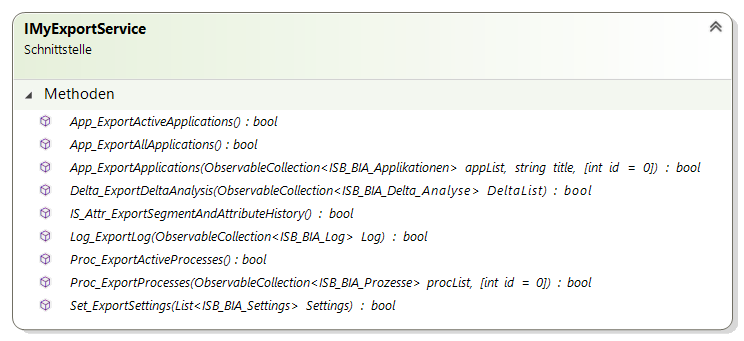 IMyExportService
Schnittstelle
Methoden
App_ExportActiveApplications() : bool
App_ExportAllApplications() : bool
App_ExportApplications(ObservableCollection<ISB_BIA_Applikationen> appList, string title, [int id = 0]) : bool
Delta_ExportDeltaAnalysis(ObservableCollection<ISB_BIA_Delta_Analyse> DeltaList) : bool
IS_Attr_ExportSegmentAndAttributeHistory() : bool
Log_ExportLog(ObservableCollection<ISB_BIA_Log> Log) : bool
Proc_ExportActiveProcesses() : bool
Proc_ExportProcesses(ObservableCollection<ISB_BIA_Prozesse> procList, [int id = 0]) : bool
Set_ExportSettings(List<ISB_BIA_Settings> Settings) : bool